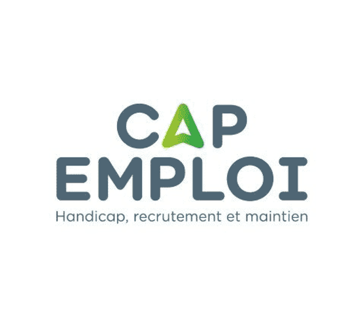 CAP
EMPLOI
Handicap, recrutement et maintien